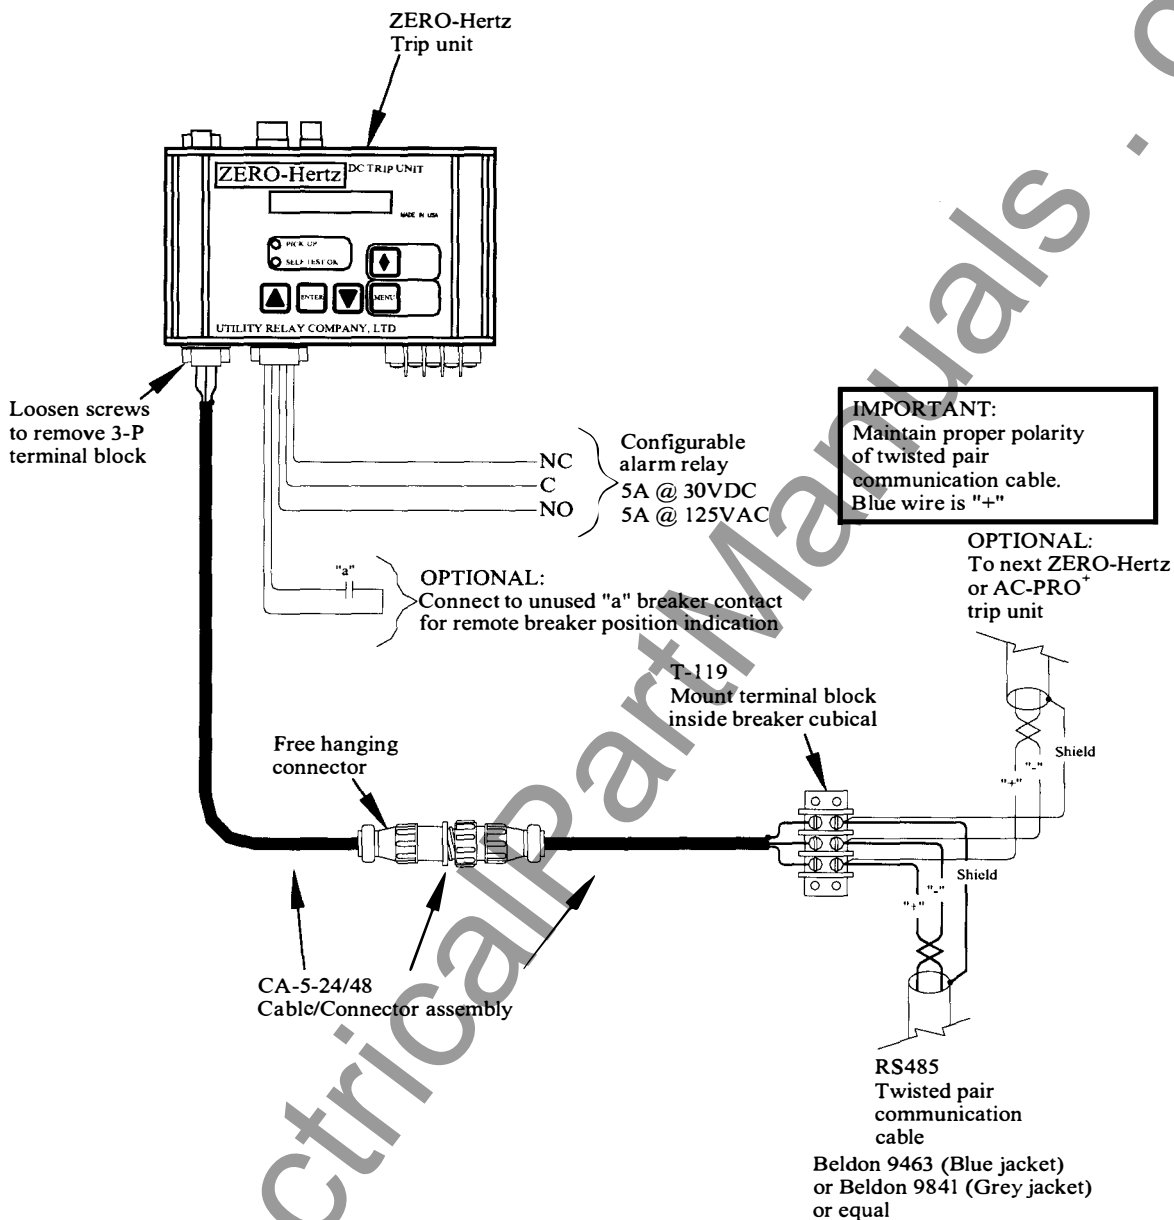 ZERO-Hertz
Trip unit
ZERO-Hertz DC TRIP UNIT
MADE IN USA
PICK UP
SELF TEST OK
ENTER
MENU
UTILITY RELAY COMPANY, LTD
Loosen screws
to remove 3-P
terminal block
NC
C
NO
Configurable
alarm relay
5A @ 30VDC
5A @ 125VAC
IMPORTANT:
Maintain proper polarity
of twisted pair
communication cable.
Blue wire is "+"
"a"
OPTIONAL:
Connect to unused "a" breaker contact
for remote breaker position indication
OPTIONAL:
To next ZERO-Hertz
or AC-PRO+
trip unit
T-119
Mount terminal block
inside breaker cubical
Free hanging
connector
Shield
"-"
"+"
Shield
"-"
"+"
CA-5-24/48
Cable/Connector assembly
RS485
Twisted pair
communication
cable
Beldon 9463 (Blue jacket)
or Beldon 9841 (Grey jacket)
or equal
ctricalPartManuals . c